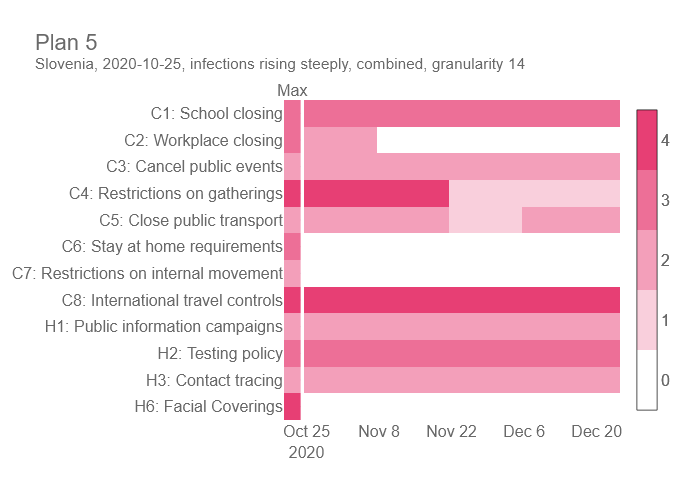 Plan 5
Slovenia, 2020-10-25, infections rising steeply, combined, granularity 14
Max
C1: School closing
C2: Workplace closing
C3: Cancel public events
C4: Restrictions on gatherings
C5: Close public transport
C6: Stay at home requirements
C7: Restrictions on internal movement
C8: International travel controls
H1: Public information campaigns
H2: Testing policy
H3: Contact tracing
H6: Facial Coverings
Oct 25 Nov 8 Nov 22 Dec 6 Dec 20
2020
4
3
2
1
0